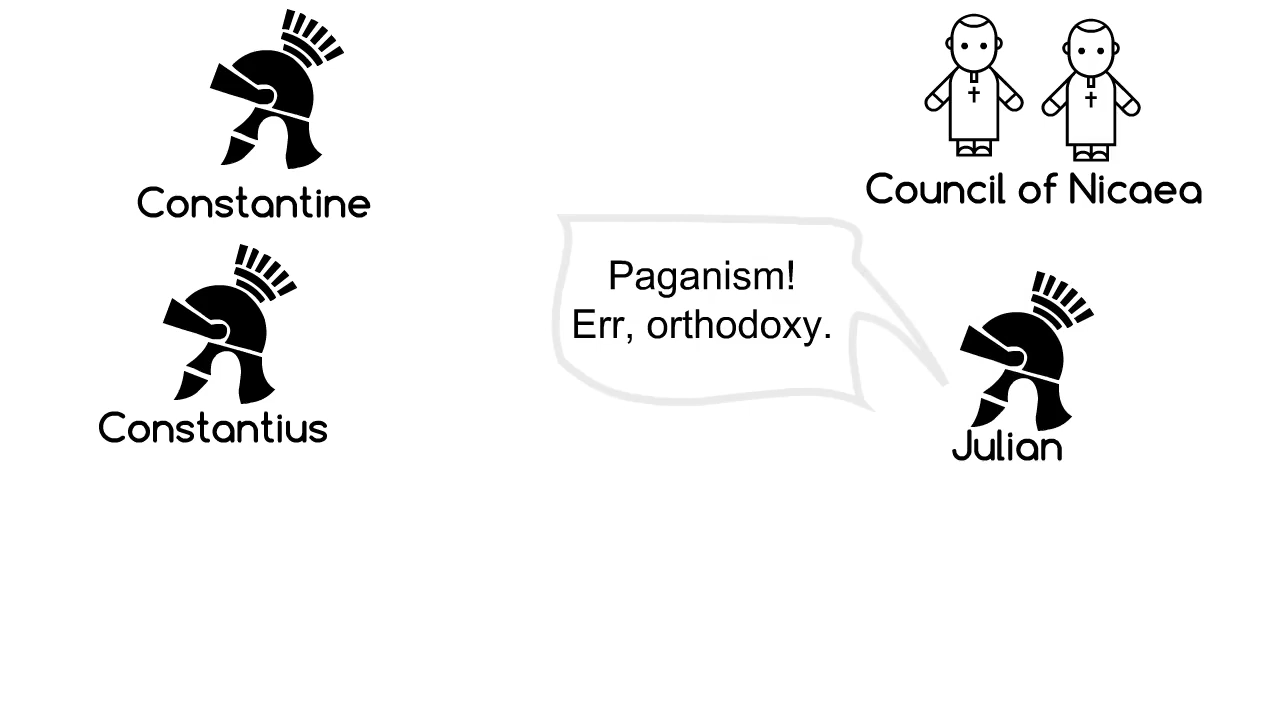 Constantine
Council of Nicaea
Paganism!
Err, orthodoxy.
Constantius
Julian